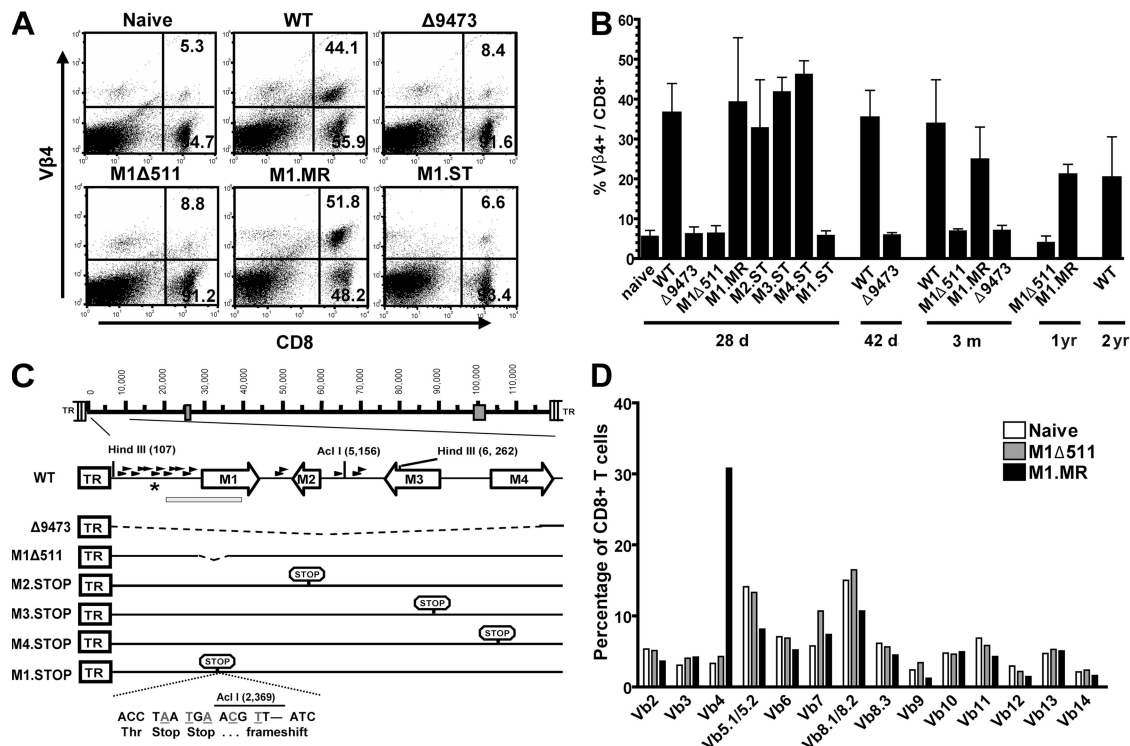 A
Naive
WT
Δ9473
5.3
44.1
8.4
94.7
55.9
91.6
M1Δ511
M1.MR
M1.ST
8.8
51.8
6.6
91.2
48.2
93.4
Vβ4
CD8
B
% Vβ4+ / CD8+
60
50
40
30
20
10
0
naive
WT
Δ9473
M1Δ511
M1.MR
M2.ST
M3.ST
M4.ST
M1.ST
WT
Δ9473
WT
M1Δ511
M1.MR
Δ9473
M1Δ511
M1.MR
WT
28 d
42 d
3 m
1yr
2yr
C
0
10,000
20,000
30,000
40,000
50,000
60,000
70,000
80,000
90,000
100,000
110,000
TR
TR
Hind III (107)
Acl I (5,156)
Hind III (6, 262)
WT
TR
M1
M2
M3
M4
*
Δ9473
TR
M1Δ511
TR
M2.STOP
TR
STOP
M3.STOP
TR
STOP
M4.STOP
TR
STOP
M1.STOP
TR
STOP
Acl I (2,369)
ACC TAA TGA ACG TT— ATC
Thr Stop Stop . . . frameshift
D
Percentage of CD8+ T cells
40
30
20
10
0
Naive
M1Δ511
M1.MR
Vb2
Vb3
Vb4
Vb5.1/5.2
Vb6
Vb7
Vb8.1/8.2
Vb8.3
Vb9
Vb10
Vb11
Vb12
Vb13
Vb14